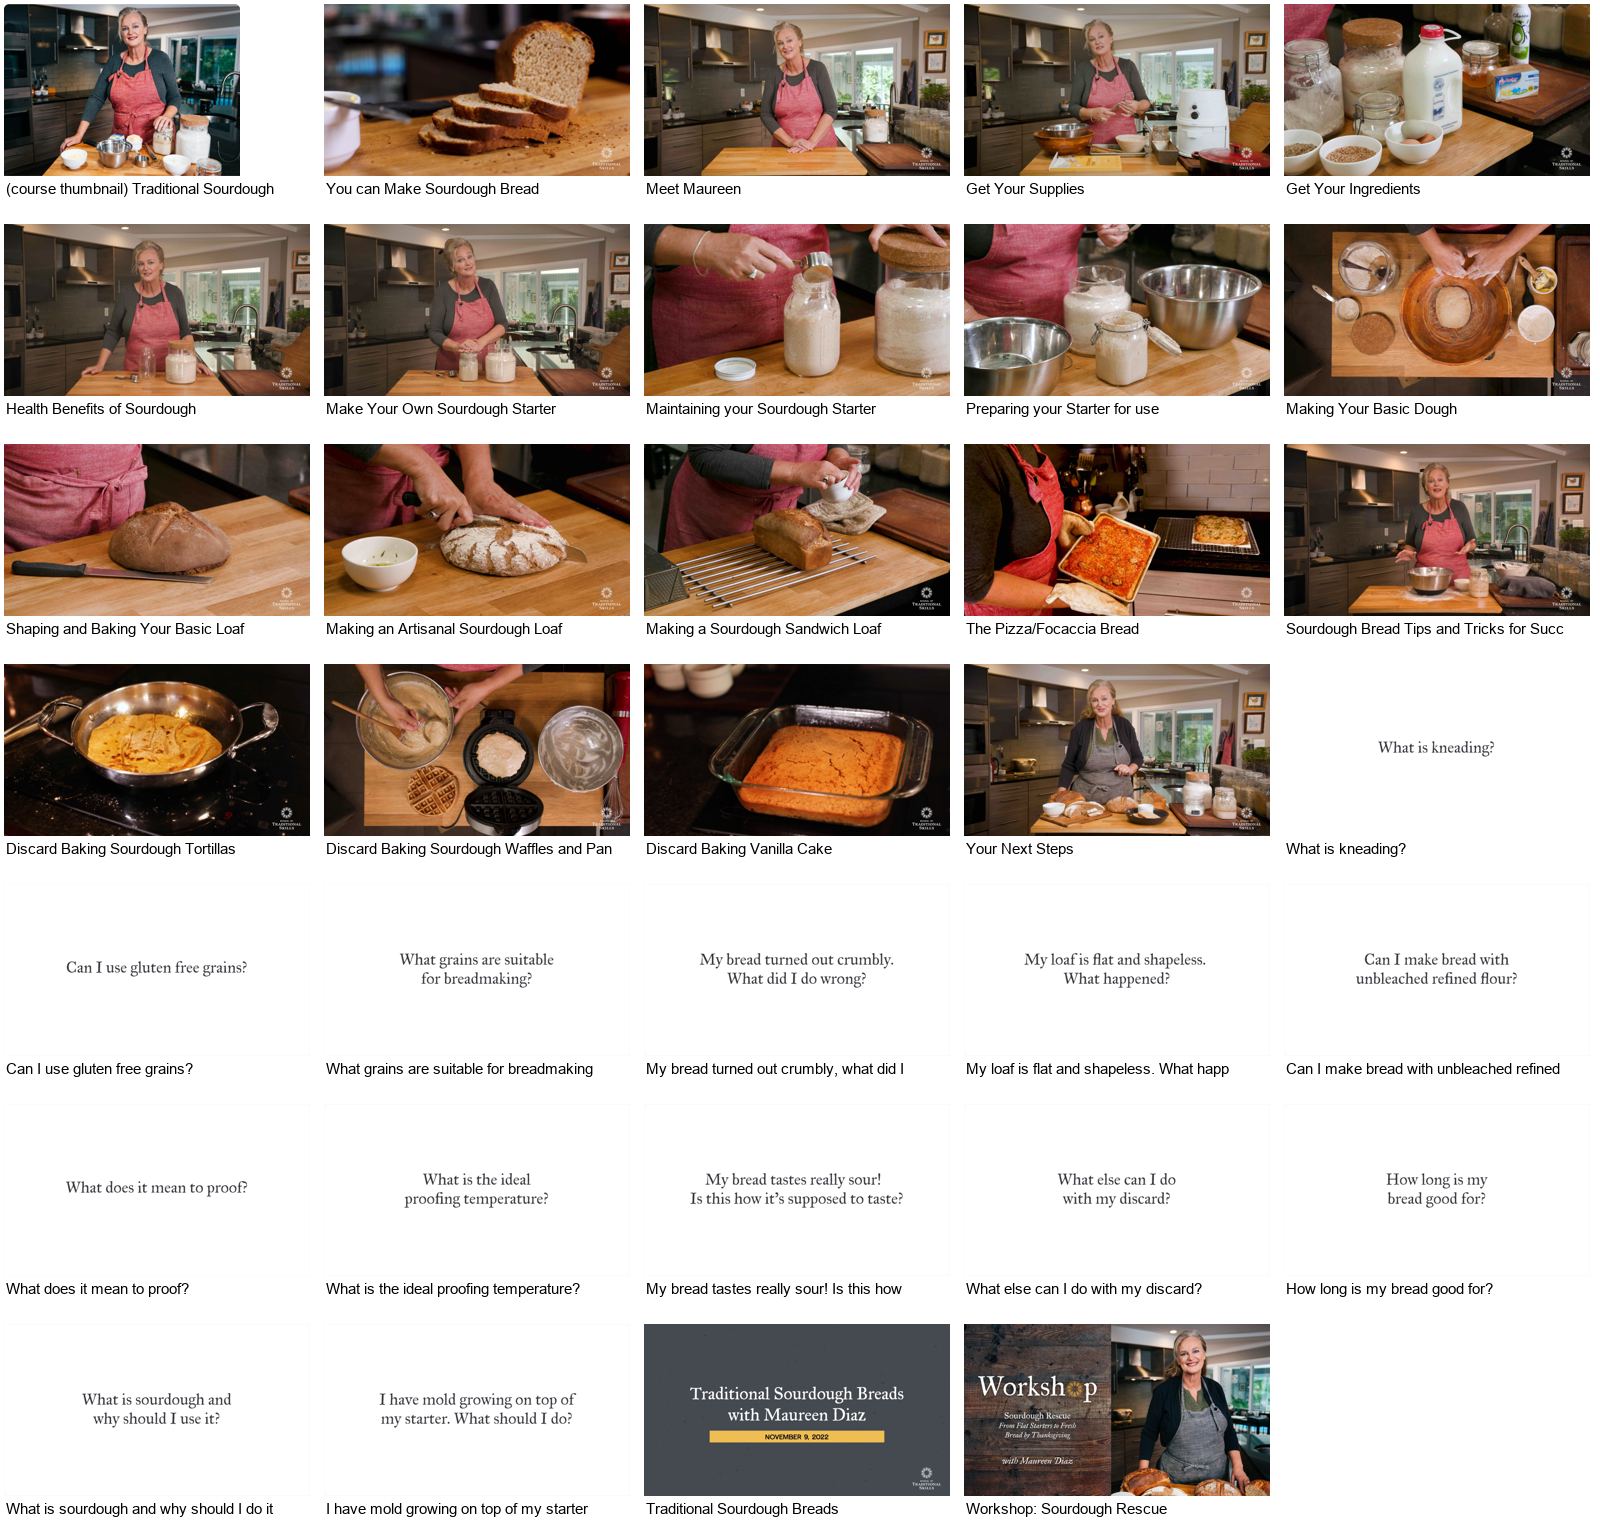 (course thumbnail) Traditional Sourdough
You can Make Sourdough Bread
Meet Maureen
Get Your Supplies
Get Your Ingredients
Health Benefits of Sourdough
Make Your Own Sourdough Starter
Maintaining your Sourdough Starter
Preparing your Starter for use
Making Your Basic Dough
Shaping and Baking Your Basic Loaf
Making an Artisanal Sourdough Loaf
Making a Sourdough Sandwich Loaf
The Pizza/Focaccia Bread
Sourdough Bread Tips and Tricks for Succ
Discard Baking Sourdough Tortillas
Discard Baking Sourdough Waffles and Pan
Discard Baking Vanilla Cake
Your Next Steps
What is kneading?
What is kneading?
Can I use gluten free grains?
Can I use gluten free grains?
What grains are suitable
for breadmaking?
What grains are suitable for breadmaking
My bread turned out crumbly.
What did I do wrong?
My bread turned out crumbly, what did I
My loaf is flat and shapeless.
What happened?
My loaf is flat and shapeless. What happ
Can I make bread with
unbleached refined flour?
Can I make bread with unbleached refined
What does it mean to proof?
What does it mean to proof?
What is the ideal
proofing temperature?
What is the ideal proofing temperature?
My bread tastes really sour!
Is this how it's supposed to taste?
My bread tastes really sour! Is this how
What else can I do
with my discard?
What else can I do with my discard?
How long is my
bread good for?
How long is my bread good for?
What is sourdough and
why should I use it?
What is sourdough and why should I do it
I have mold growing on top of
my starter. What should I do?
I have mold growing on top of my starter
Traditional Sourdough Breads
with Maureen Diaz
NOVEMBER 9, 2022
SCHOOL OF
TRADITIONAL
SKILLS
Traditional Sourdough Breads
Workshop
Sourdough Rescue
From Flat Starters to Fresh
Bread by Thanksgiving
with Maureen Diaz
Workshop: Sourdough Rescue